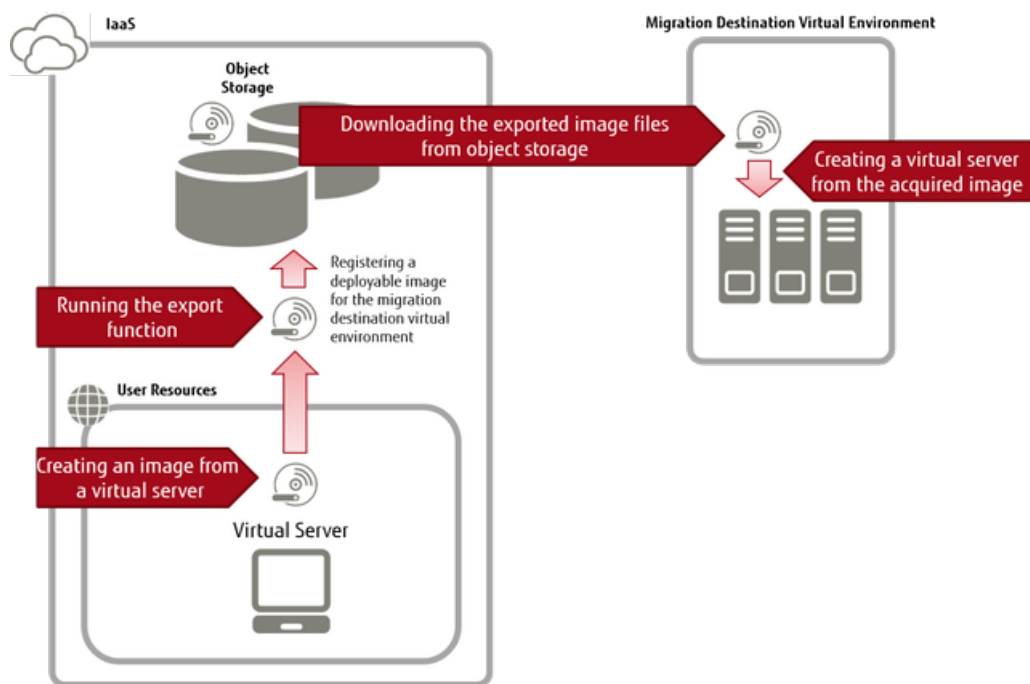 IaaS
Migration Destination Virtual Environment
Object
Storage
Downloading the exported image files
from object storage
Creating a virtual server
from the acquired image
Registering a
deployable image
for the migration
destination virtual
environment
Running the export
function
User Resources
Creating an image from
a virtual server
Virtual Server